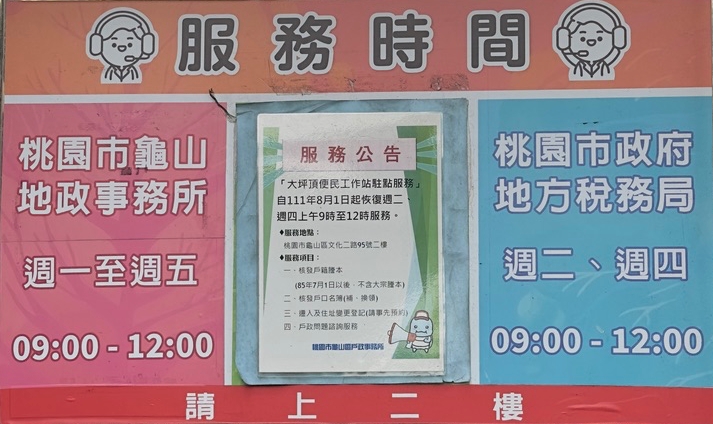 服務時間
桃園市龜山
地政事務所
週一至週五
09:00 - 12:00
服務公告
「大坪頂便民工作站駐點服務」
自111年8月1日起恢復週二、
週四上午9時至12時服務。
♦服務地點：
桃園市龜山區文化二路95號二樓
♦服務項目：
一、核發戶籍謄本
(85年7月1日以後，不含大宗謄本)
二、核發戶口名簿(補、換領)
三、遷入及住址變更登記(請事先預約)
四、戶政問題諮詢服務
桃園市龜山區戶政事務所
桃園市政府
地方稅務局
週二、週四
09:00 - 12:00
請上二樓